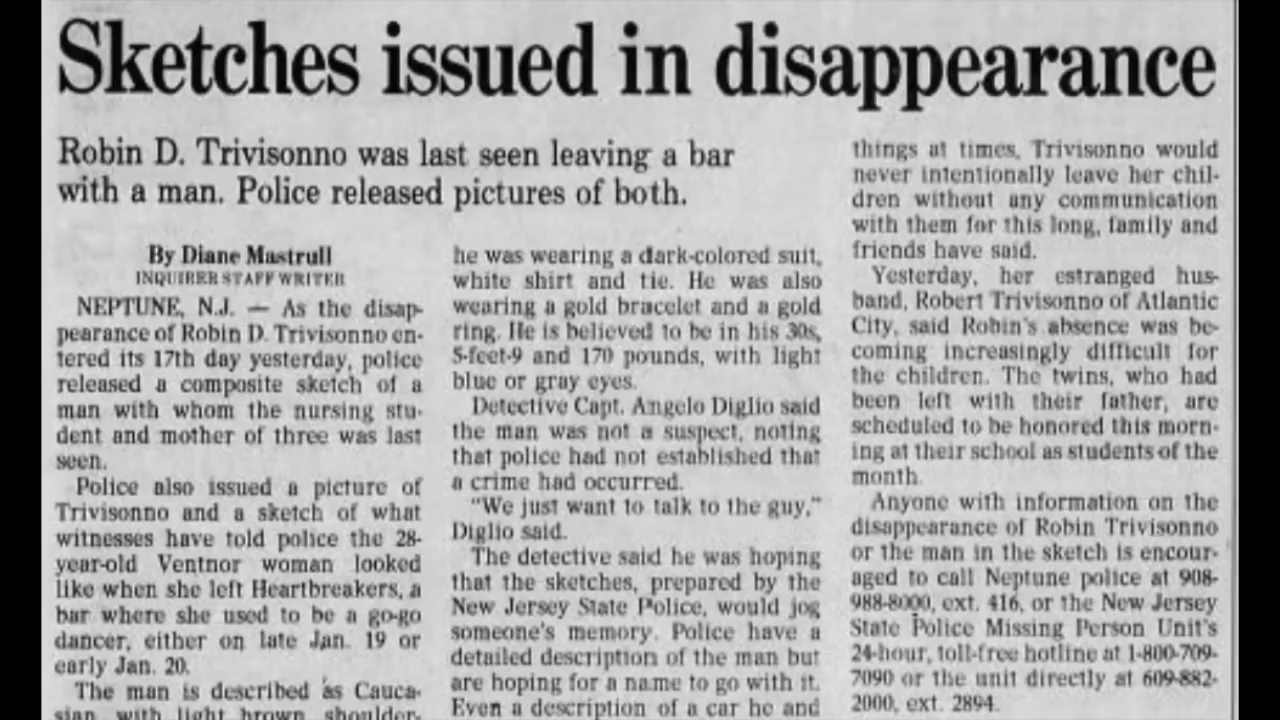 Sketches issued in disappearance
Robin D. Trivisonno was last seen leaving a bar
with a man. Police released pictures of both.
By Diane Mastrull
INQUIRER STAFF WRITER
NEPTUNE, N.J. — As the disap-
pearance of Robin D. Trivisonno en-
tered its 17th day yesterday, police
released a composite sketch of a
man with whom the nursing stu-
dent and mother of three was last
seen.
Police also issued a picture of
Trivisonno and a sketch of what
witnesses have told police the 28-
year-old Ventnor woman looked
like when she left Heartbreakers, a
bar where she used to be a go-go
dancer, either on late Jan. 19 or
early Jan. 20.
The man is described as Cauca-
sian with light brown shoulder-
he was wearing a dark-colored suit,
white shirt and tie. He was also
wearing a gold bracelet and a gold
ring. He is believed to be in his 30s,
5-feet-9 and 170 pounds, with light
blue or gray eyes.
Detective Capt. Angelo Diglio said
the man was not a suspect, noting
that police had not established that
a crime had occurred.
"We just want to talk to the guy,"
Diglio said.
The detective said he was hoping
that the sketches, prepared by the
New Jersey State Police, would jog
someone's memory. Police have a
detailed description of the man but
are hoping for a name to go with it.
Even a description of a car he and
things at times, Trivisonno would
never intentionally leave her chil-
dren without any communication
with them for this long, family and
friends have said.
Yesterday, her estranged hus-
band, Robert Trivisonno of Atlantic
City, said Robin's absence was be-
coming increasingly difficult for
the children. The twins, who had
been left with their father, are
scheduled to be honored this morn-
ing at their school as students of the
month.
Anyone with information on the
disappearance of Robin Trivisonno
or the man in the sketch is encour-
aged to call Neptune police at 908-
988-8000, ext. 416, or the New Jersey
State Police Missing Person Unit's
24-hour, toll-free hotline at 1-800-709-
7090 or the unit directly at 609-882-
2000, ext. 2894.